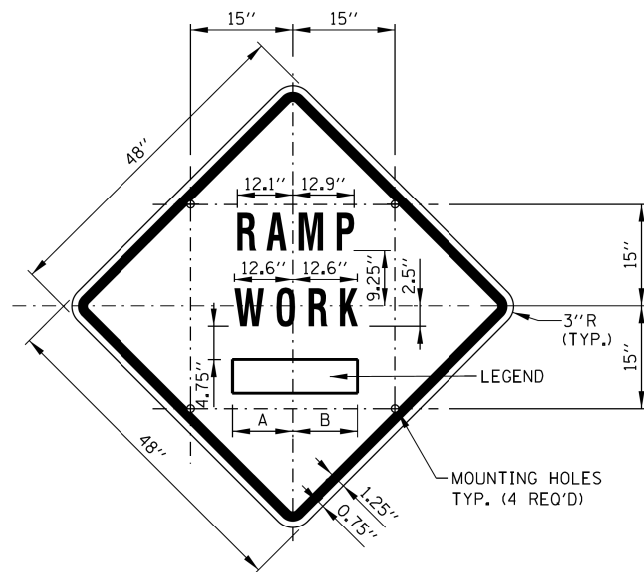 15″ 15″
48″
12.1″ 12.9″
RAMP
12.6″ 12.6″
9.25″
2.5″
15″
WORK
3″R
(TYP.)
4.75″
LEGEND
15″
A B
48″
MOUNTING HOLES
TYP. (4 REQ'D)
1.25″
0.75″